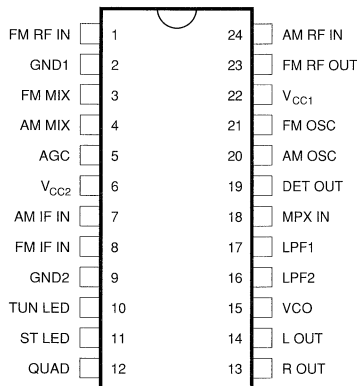 FM RF IN 1 24 AM RF IN
GND1 2 23 FM RF OUT
FM MIX 3 22 VCC1
AM MIX 4 21 FM OSC
AGC 5 20 AM OSC
VCC2 6 19 DET OUT
AM IF IN 7 18 MPX IN
FM IF IN 8 17 LPF1
GND2 9 16 LPF2
TUN LED 10 15 VCO
ST LED 11 14 L OUT
QUAD 12 13 R OUT